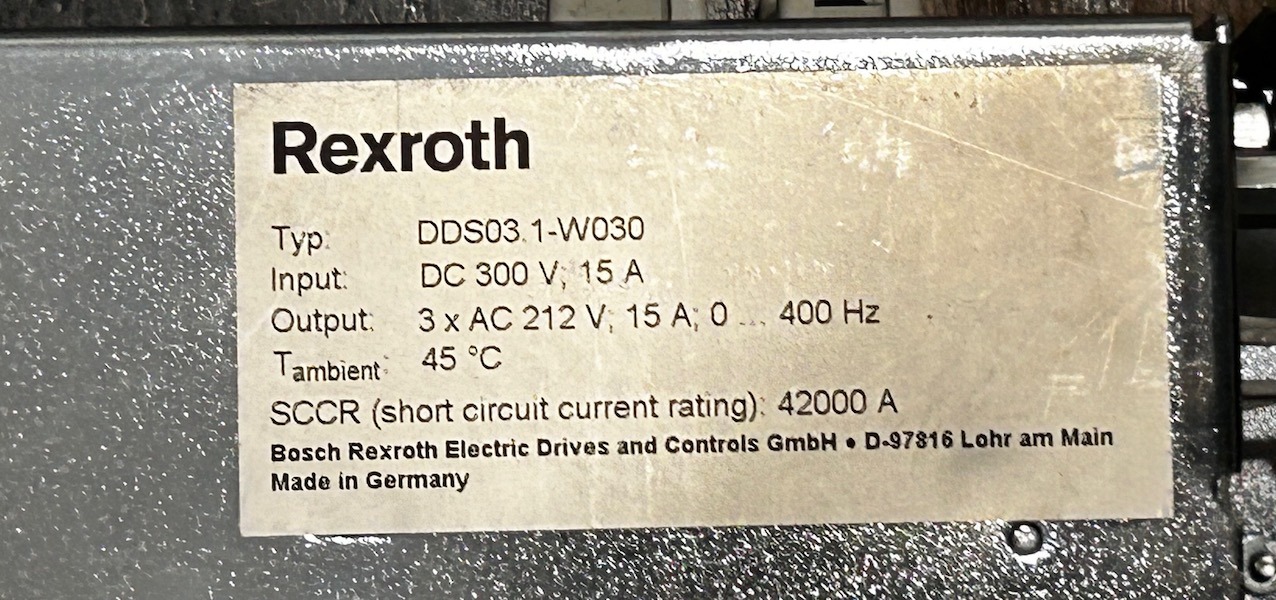 Rexroth
Typ: DDS03.1-W030
Input: DC 300 V; 15 A
Output: 3 x AC 212 V; 15 A; 0 ... 400 Hz
Tambient: 45 °C
SCCR (short circuit current rating): 42000 A
Bosch Rexroth Electric Drives and Controls GmbH • D-97816 Lohr am Main
Made in Germany